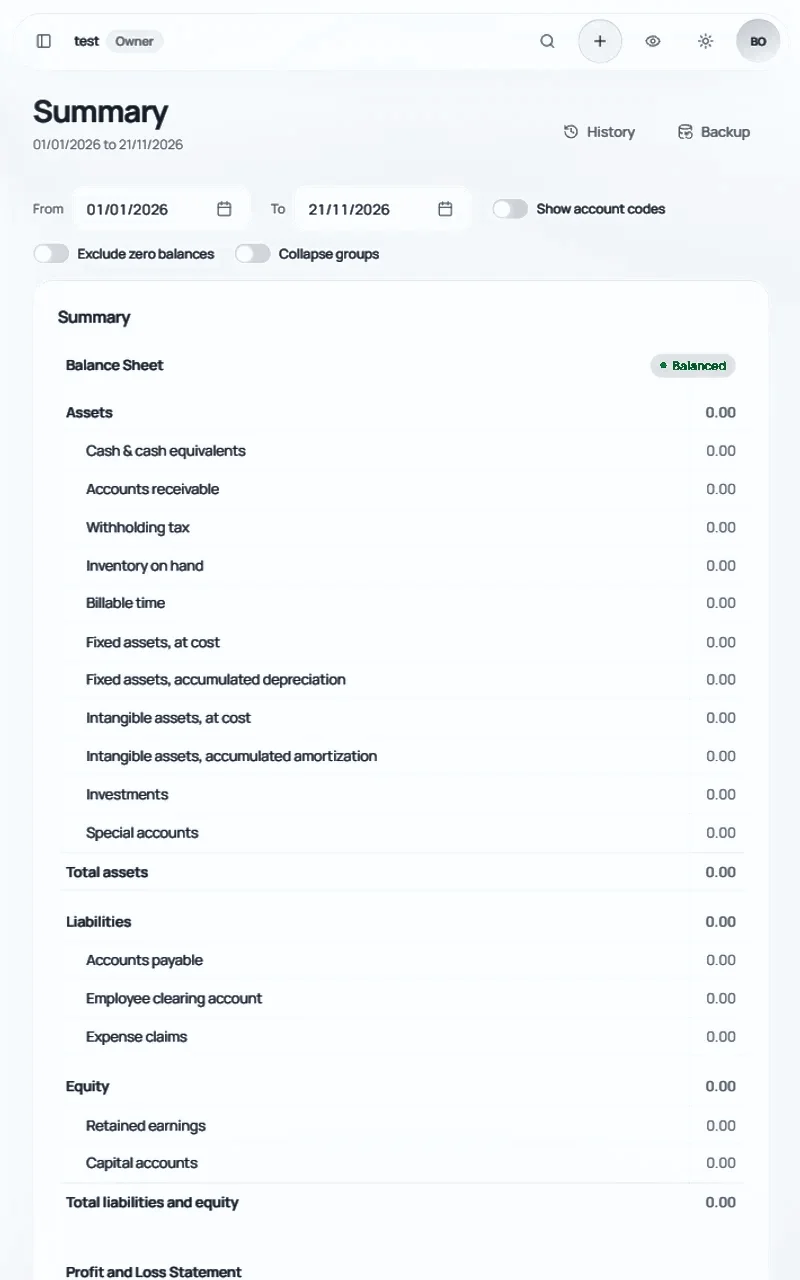 test Owner BO
Summary
01/01/2026 to 21/11/2026
History Backup
From 01/01/2026 To 21/11/2026 Show account codes
Exclude zero balances Collapse groups
Summary
Balance Sheet Balanced
Assets 0.00
Cash & cash equivalents 0.00
Accounts receivable 0.00
Withholding tax 0.00
Inventory on hand 0.00
Billable time 0.00
Fixed assets, at cost 0.00
Fixed assets, accumulated depreciation 0.00
Intangible assets, at cost 0.00
Intangible assets, accumulated amortization 0.00
Investments 0.00
Special accounts 0.00
Total assets 0.00
Liabilities 0.00
Accounts payable 0.00
Employee clearing account 0.00
Expense claims 0.00
Equity 0.00
Retained earnings 0.00
Capital accounts 0.00
Total liabilities and equity 0.00
Profit and Loss Statement